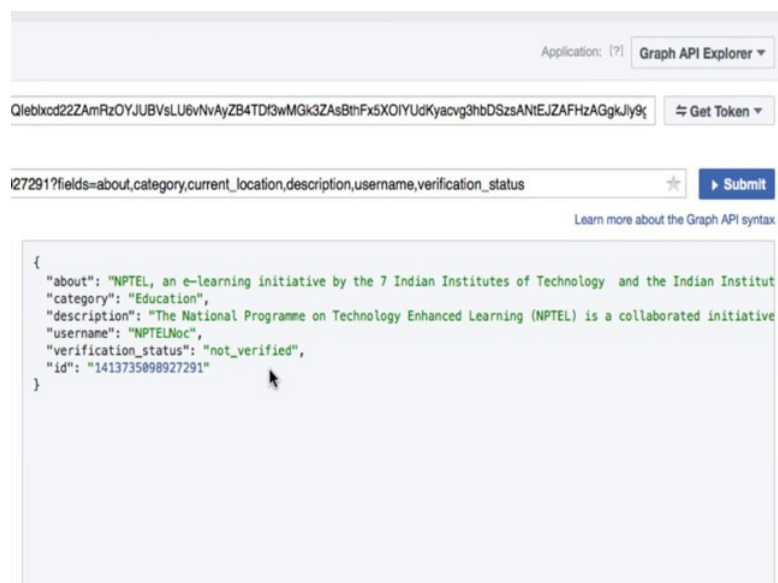 Application: [?] Graph API Explorer
QIeblxcd22ZAmRzOYJUBVsLU6vNvAyZB4TDf3wMGk3ZAsBthFx5XOIYUdKyacvg3hbDSzsANtEJZAFHzAGgkJly9g Get Token
27291?fields=about,category,current_location,description,username,verification_status Submit
Learn more about the Graph API syntax
{
"about": "NPTEL, an e-learning initiative by the 7 Indian Institutes of Technology and the Indian Institut
"category": "Education",
"description": "The National Programme on Technology Enhanced Learning (NPTEL) is a collaborated initiative
"username": "NPTELNoc",
"verification_status": "not_verified",
"id": "1413735098927291"
}